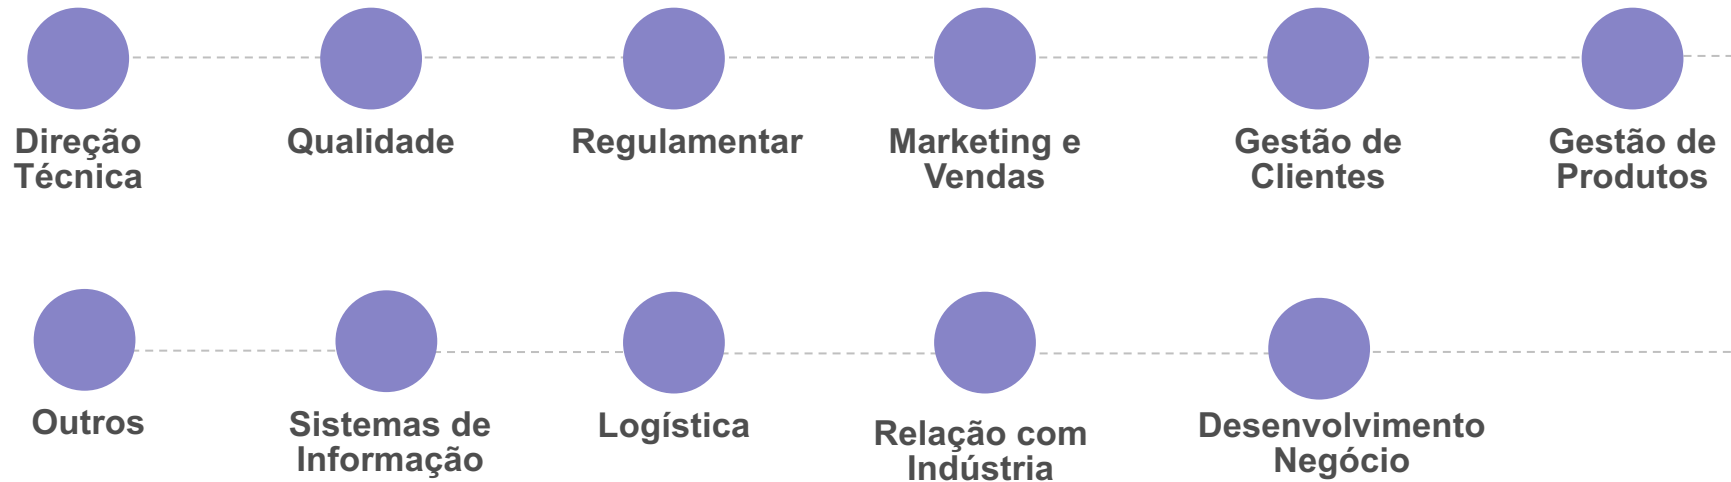 Direção
Técnica
Qualidade
Regulamentar
Marketing e
Vendas
Gestão de
Clientes
Gestão de
Produtos
Outros
Sistemas de
Informação
Logística
Relação com
Indústria
Desenvolvimento
Negócio